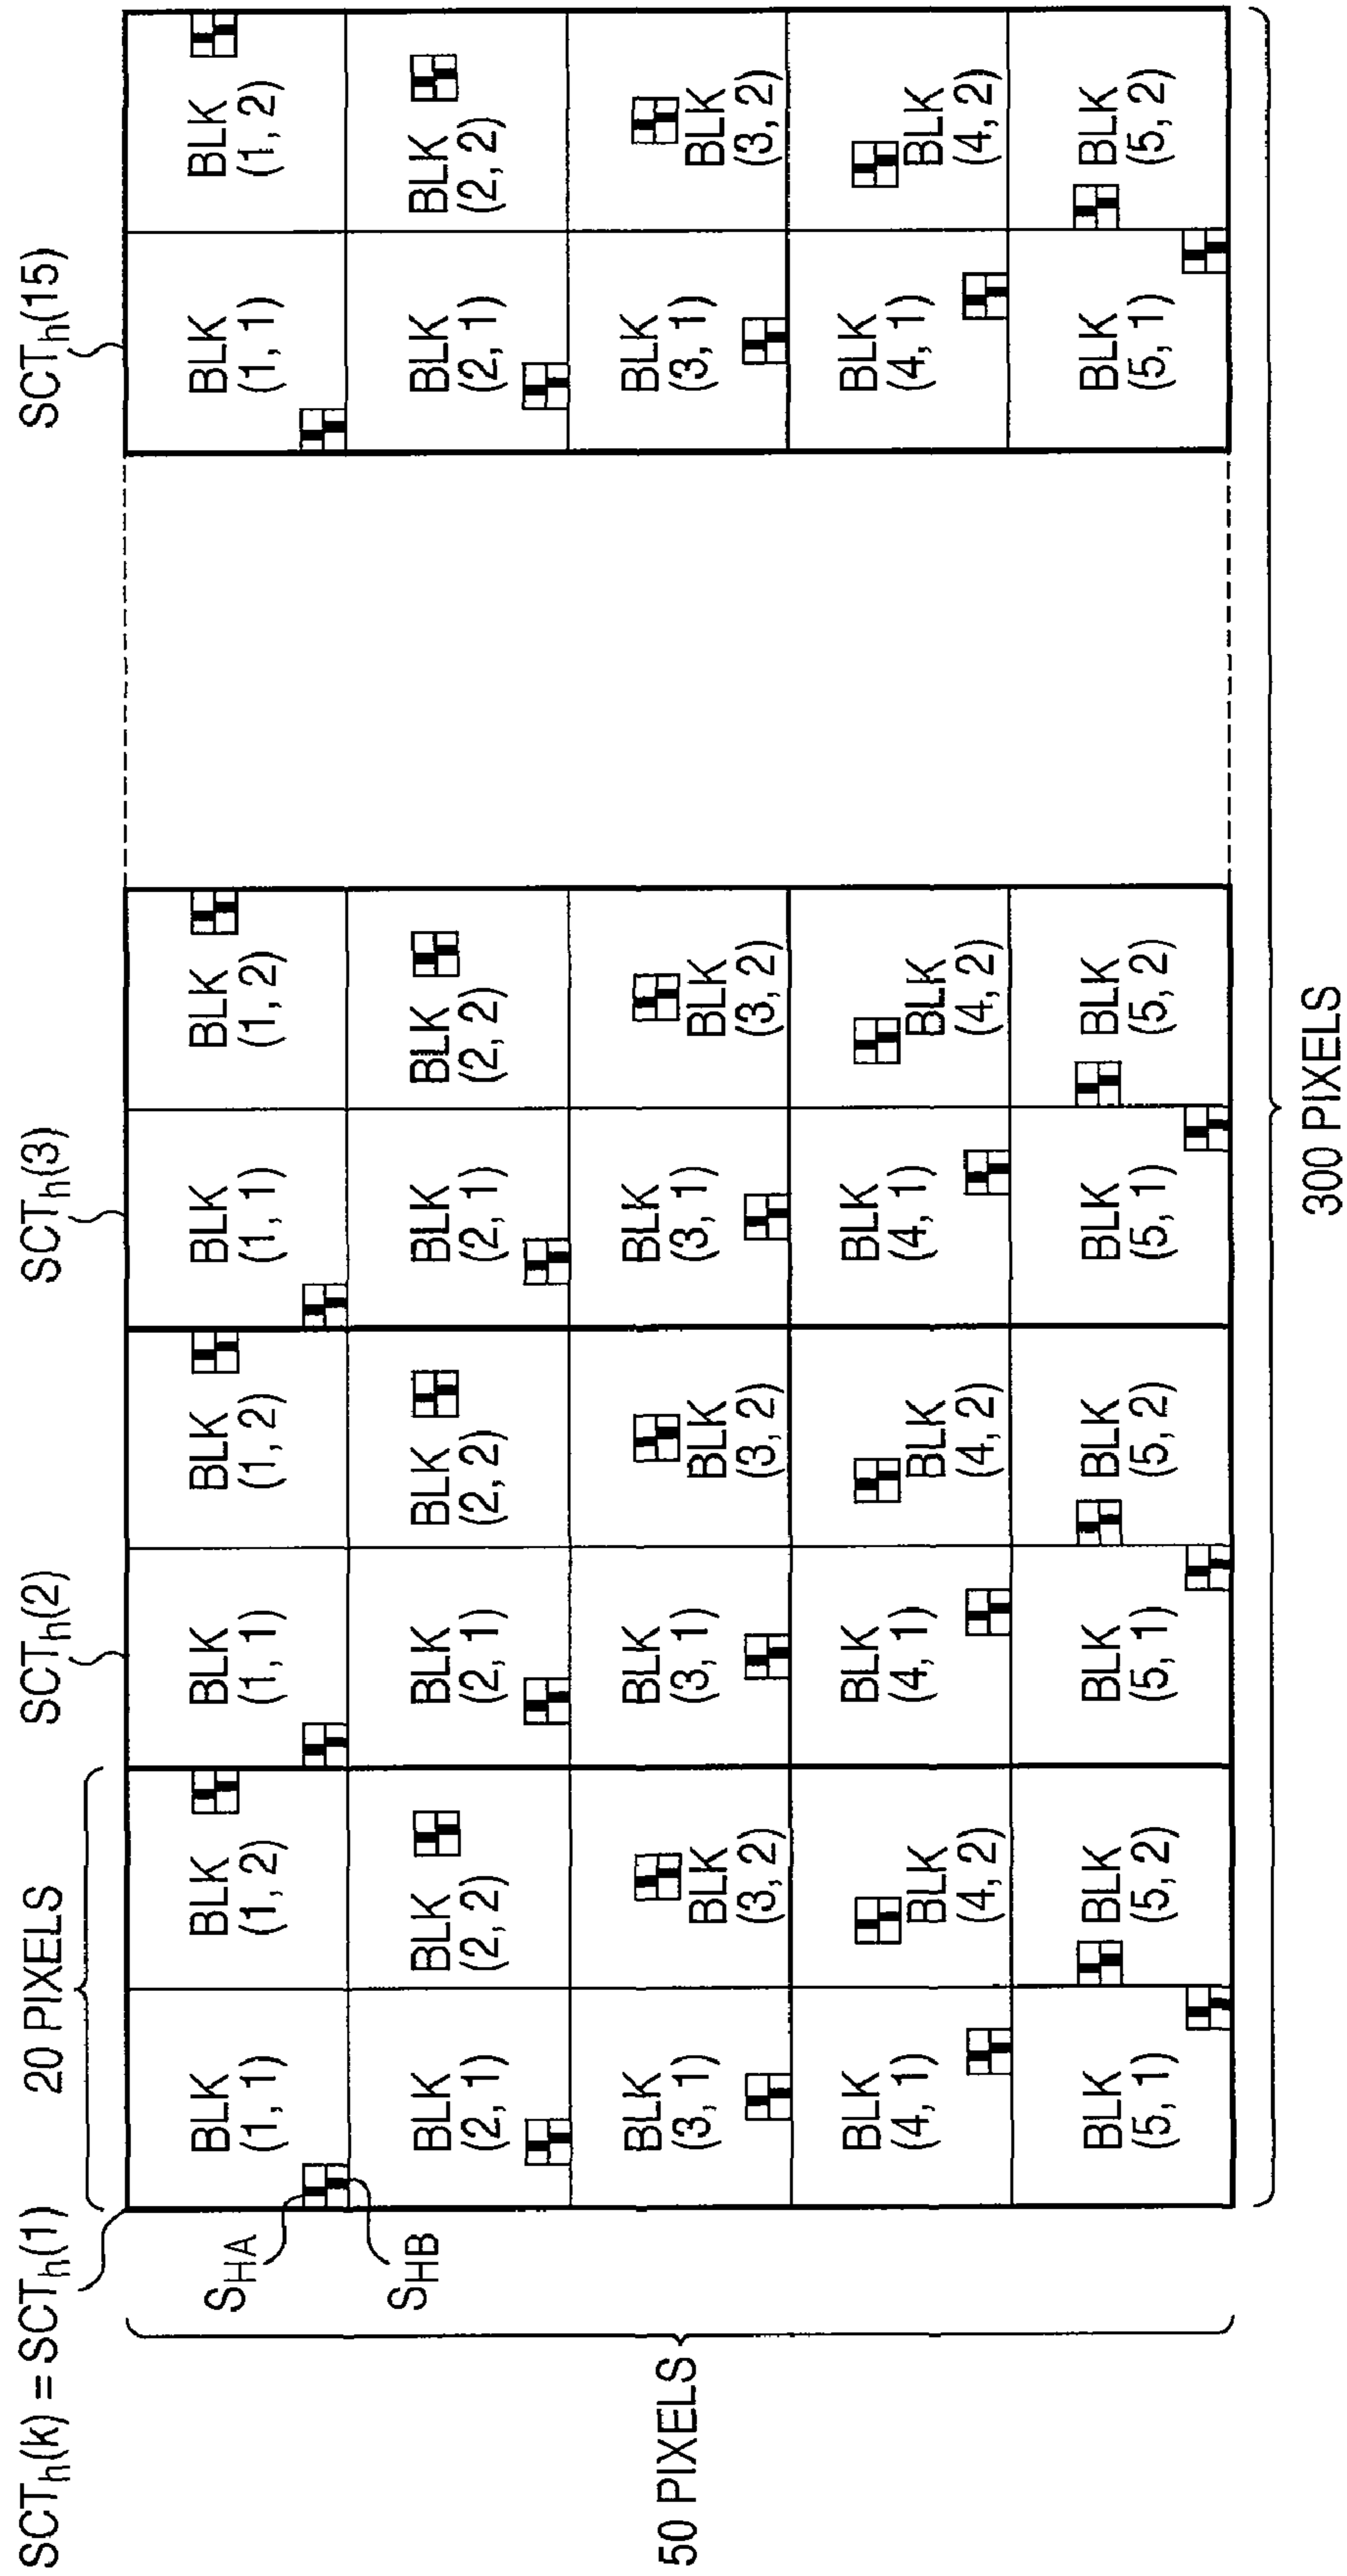 SCTh(k) = SCTh(1)
20 PIXELS
SCTh(2)
SCTh(3)
SCTh(15)
SHA
SHB
50 PIXELS
BLK
(1, 1)
BLK
(1, 2)
BLK
(1, 1)
BLK
(1, 2)
BLK
(1, 1)
BLK
(1, 2)
BLK
(1, 1)
BLK
(1, 2)
BLK
(2, 1)
BLK
(2, 2)
BLK
(2, 1)
BLK
(2, 2)
BLK
(2, 1)
BLK
(2, 2)
BLK
(2, 1)
BLK
(2, 2)
BLK
(3, 1)
BLK
(3, 2)
BLK
(3, 1)
BLK
(3, 2)
BLK
(3, 1)
BLK
(3, 2)
BLK
(3, 1)
BLK
(3, 2)
BLK
(4, 1)
BLK
(4, 2)
BLK
(4, 1)
BLK
(4, 2)
BLK
(4, 1)
BLK
(4, 2)
BLK
(4, 1)
BLK
(4, 2)
BLK
(5, 1)
BLK
(5, 2)
BLK
(5, 1)
BLK
(5, 2)
BLK
(5, 1)
BLK
(5, 2)
BLK
(5, 1)
BLK
(5, 2)
300 PIXELS